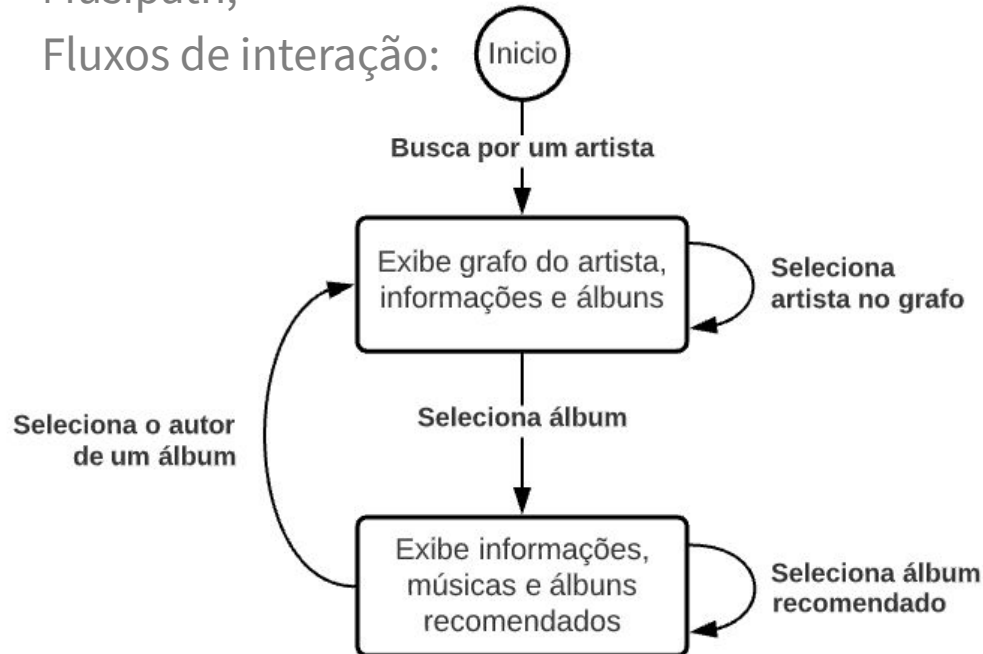 Fluxos de interação:
Inicio
Busca por um artista
Exibe grafo do artista,
informações e álbuns
Seleciona
artista no grafo
Seleciona álbum
Seleciona o autor
de um álbum
Exibe informações,
músicas e álbuns
recomendados
Seleciona álbum
recomendado